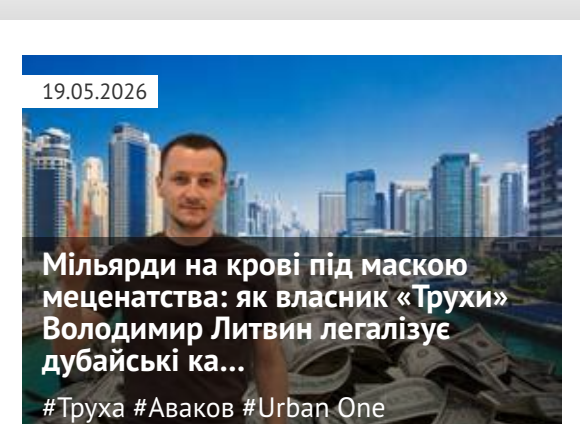 19.05.2026
Мільярди на крові під маскою
меценатства: як власник «Трухи»
Володимир Литвин легалізує
дубайські ка...
#Труха #Аваков #Urban One